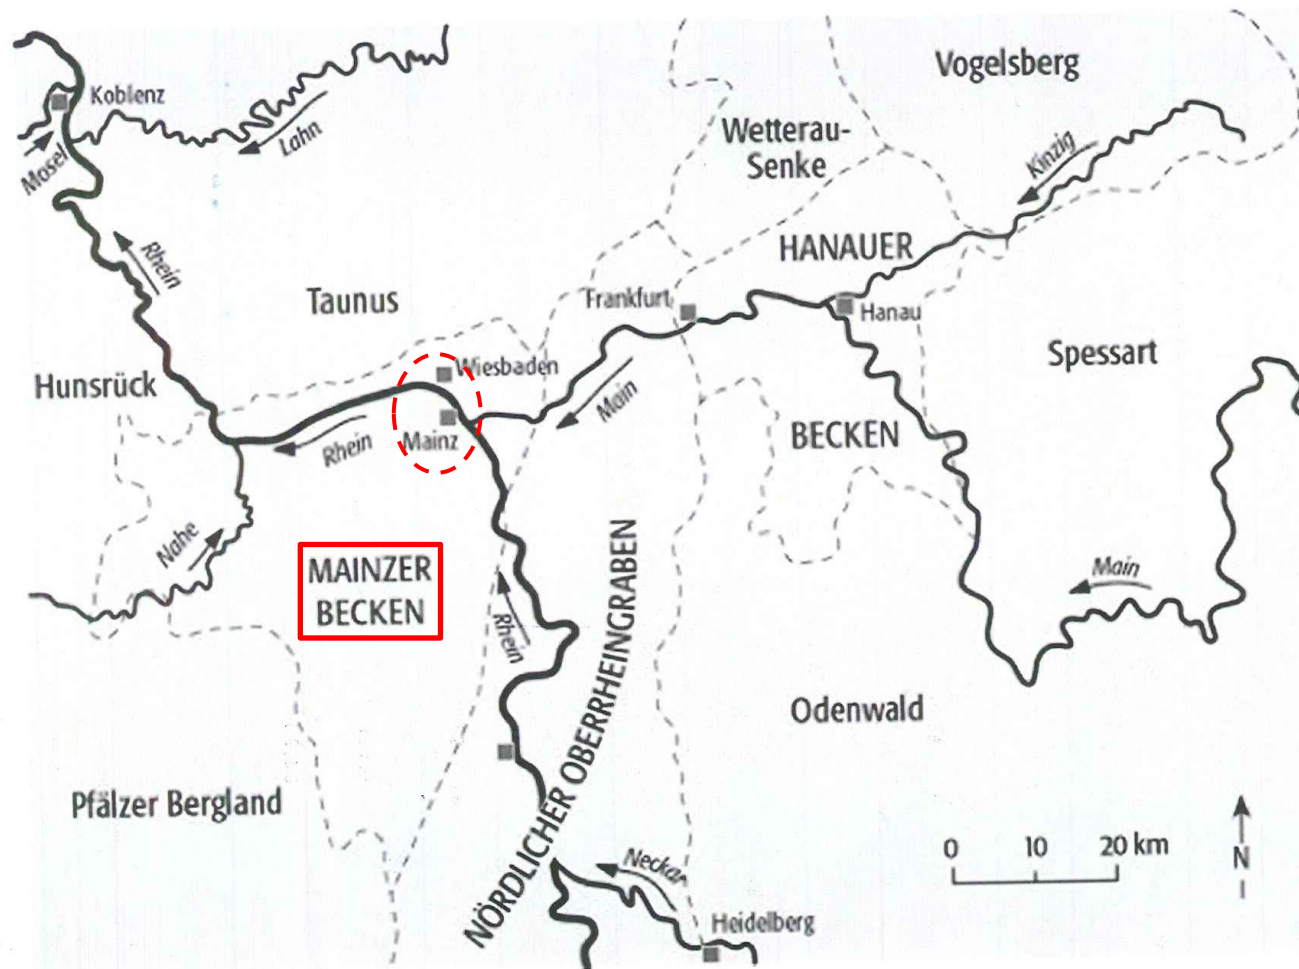 Vogelsberg
Koblenz
Wetterau-
Senke
Lahn
Mosel
Kinzig
Rhein
HANAUER
Taunus
Frankfurt
Hanau
Spessart
Wiesbaden
Hunsrück
Main
Mainz
Rhein
BECKEN
Nahe
MAINZER
BECKEN
Main
Rhein
NÖRDLICHER OBERRHEINGRABEN
Odenwald
Pfälzer Bergland
0 10 20 km
N
Neckar
Heidelberg